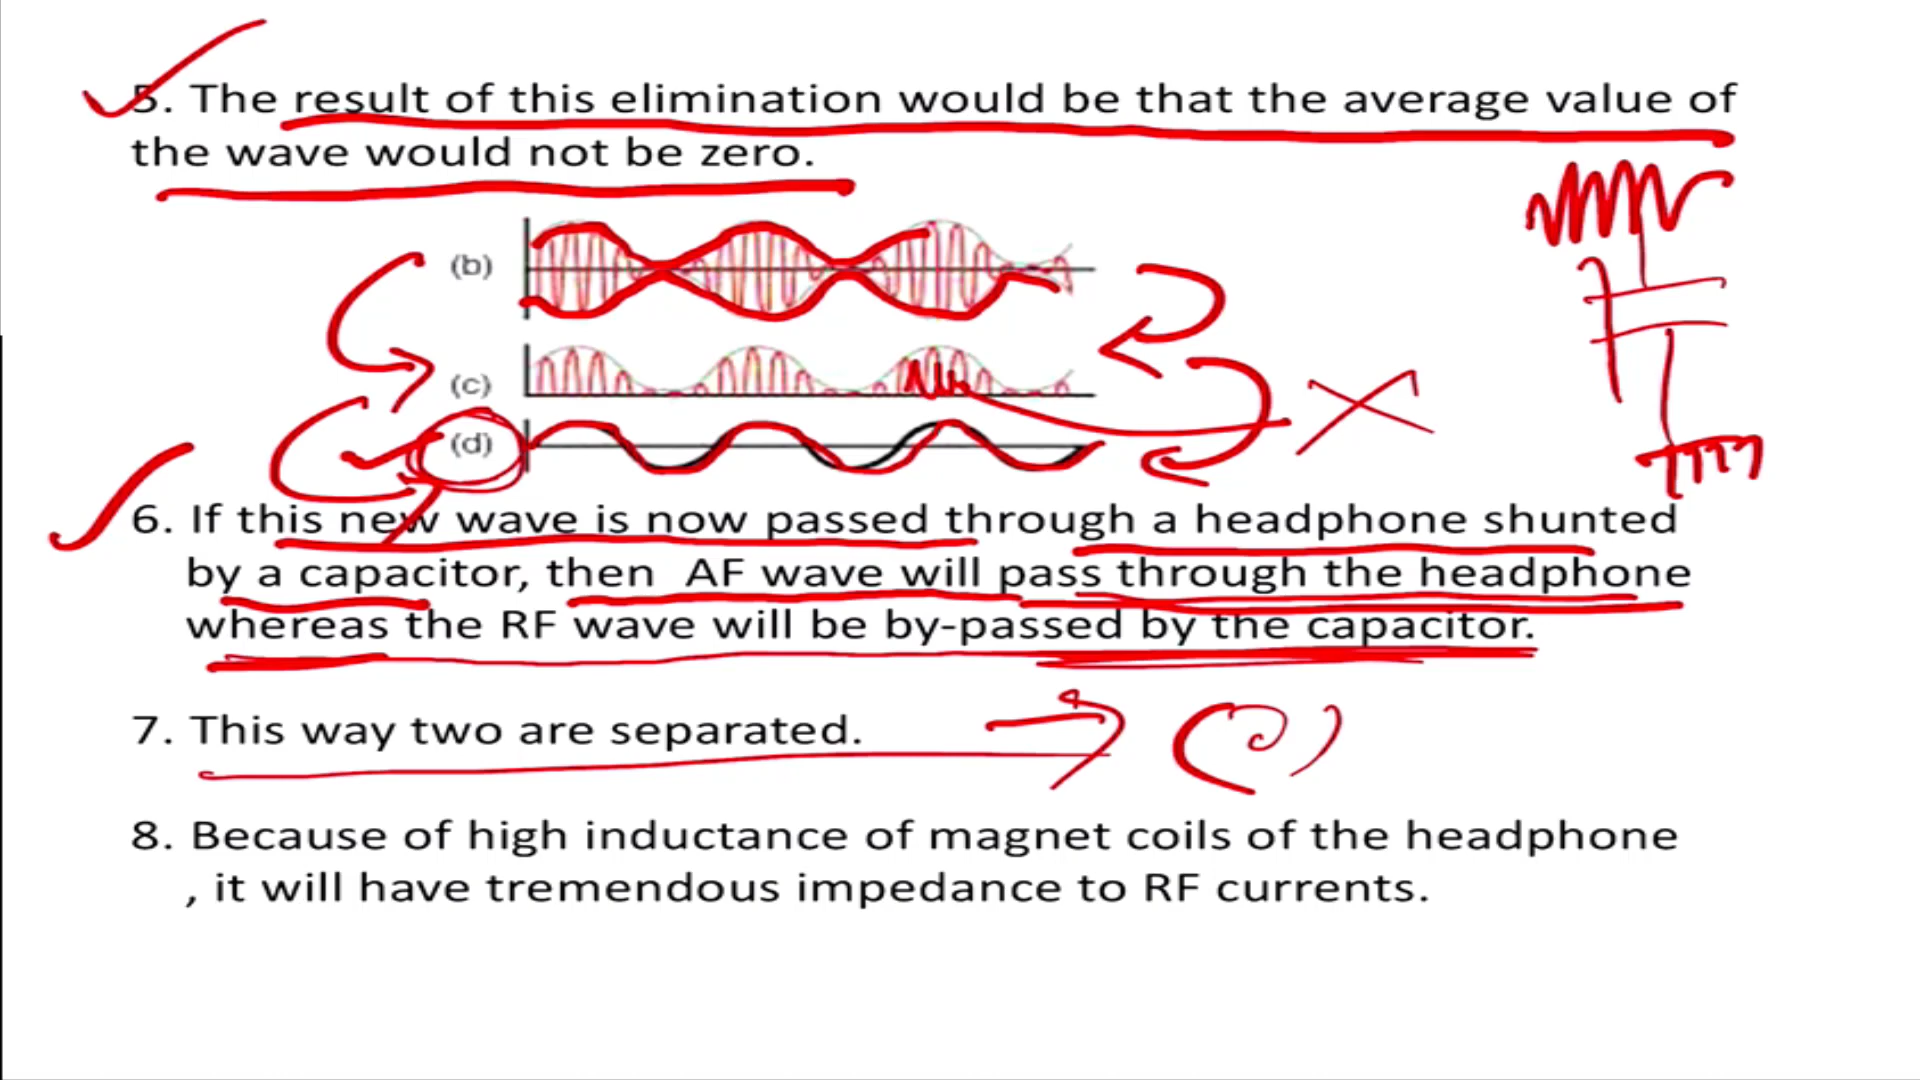 5. The result of this elimination would be that the average value of
the wave would not be zero.
(b)
(c)
(d)
6. If this new wave is now passed through a headphone shunted
by a capacitor, then AF wave will pass through the headphone
whereas the RF wave will be by-passed by the capacitor.
7. This way two are separated.
8. Because of high inductance of magnet coils of the headphone
, it will have tremendous impedance to RF currents.